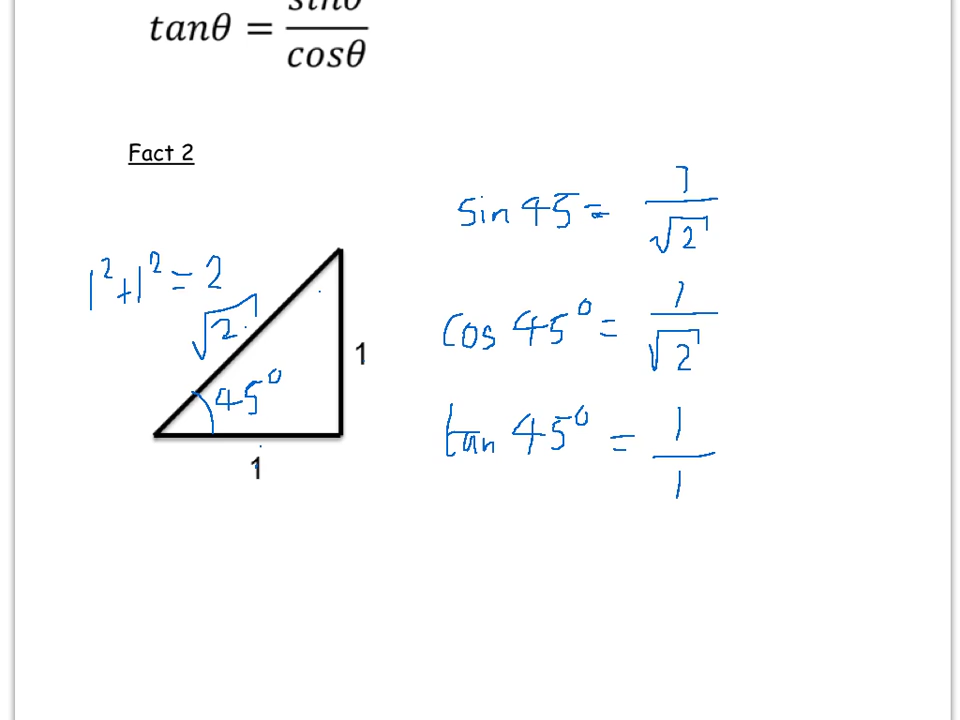 tanθ = sinθ/cosθ
Fact 2
sin 45 = 1/√2
1² + 1² = 2
√2
cos 45° = 1/√2
1
45°
tan 45° = 1/1
1